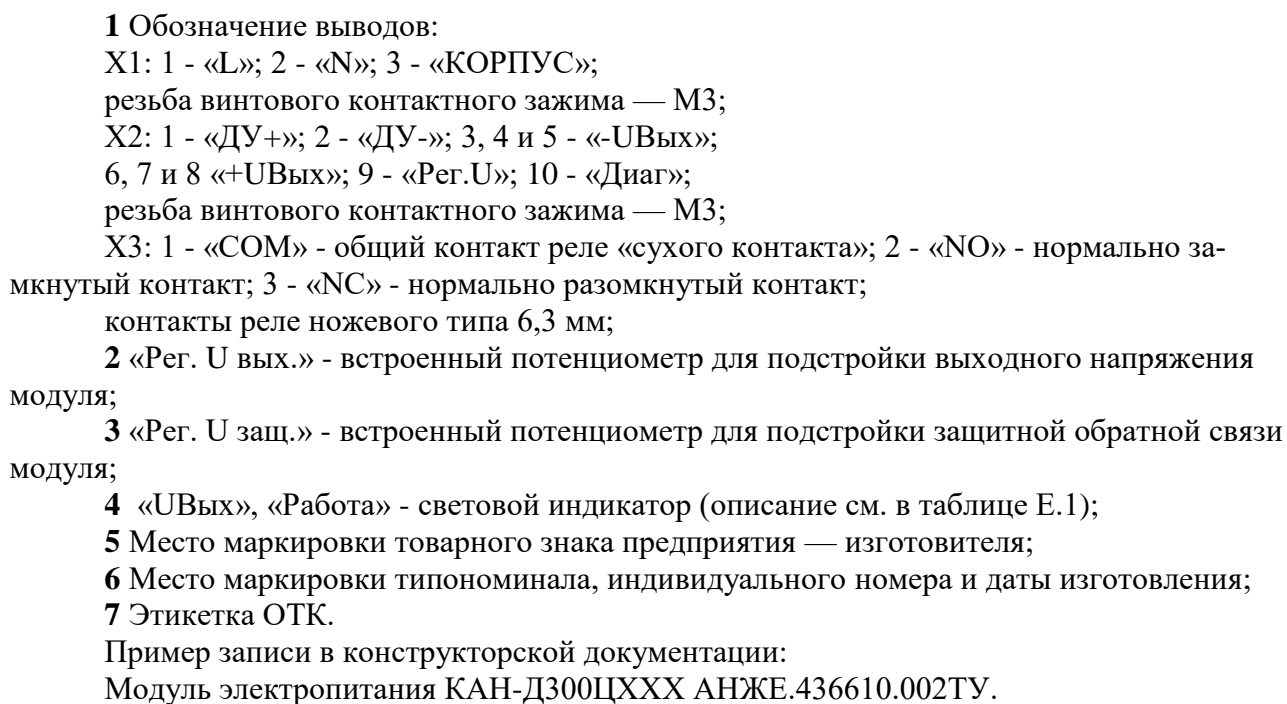 1 Обозначение выводов:
X1: 1 - «L»; 2 - «N»; 3 - «КОРПУС»;
резьба винтового контактного зажима — М3;
X2: 1 - «ДУ+»; 2 - «ДУ-»; 3, 4 и 5 - «-UВых»;
6, 7 и 8 «+UВых»; 9 - «Рег.U»; 10 - «Диаг»;
резьба винтового контактного зажима — М3;
X3: 1 - «COM» - общий контакт реле «сухого контакта»; 2 - «NO» - нормально за-
мкнутый контакт; 3 - «NC» - нормально разомкнутый контакт;
контакты реле ножевого типа 6,3 мм;
2 «Рег. U вых.» - встроенный потенциометр для подстройки выходного напряжения
модуля;
3 «Рег. U защ.» - встроенный потенциометр для подстройки защитной обратной связи
модуля;
4 «UВых», «Работа» - световой индикатор (описание см. в таблице Е.1);
5 Место маркировки товарного знака предприятия — изготовителя;
6 Место маркировки типономинала, индивидуального номера и даты изготовления;
7 Этикетка ОТК.
Пример записи в конструкторской документации:
Модуль электропитания КАН-Д300ЦХХХ АНЖЕ.436610.002ТУ.